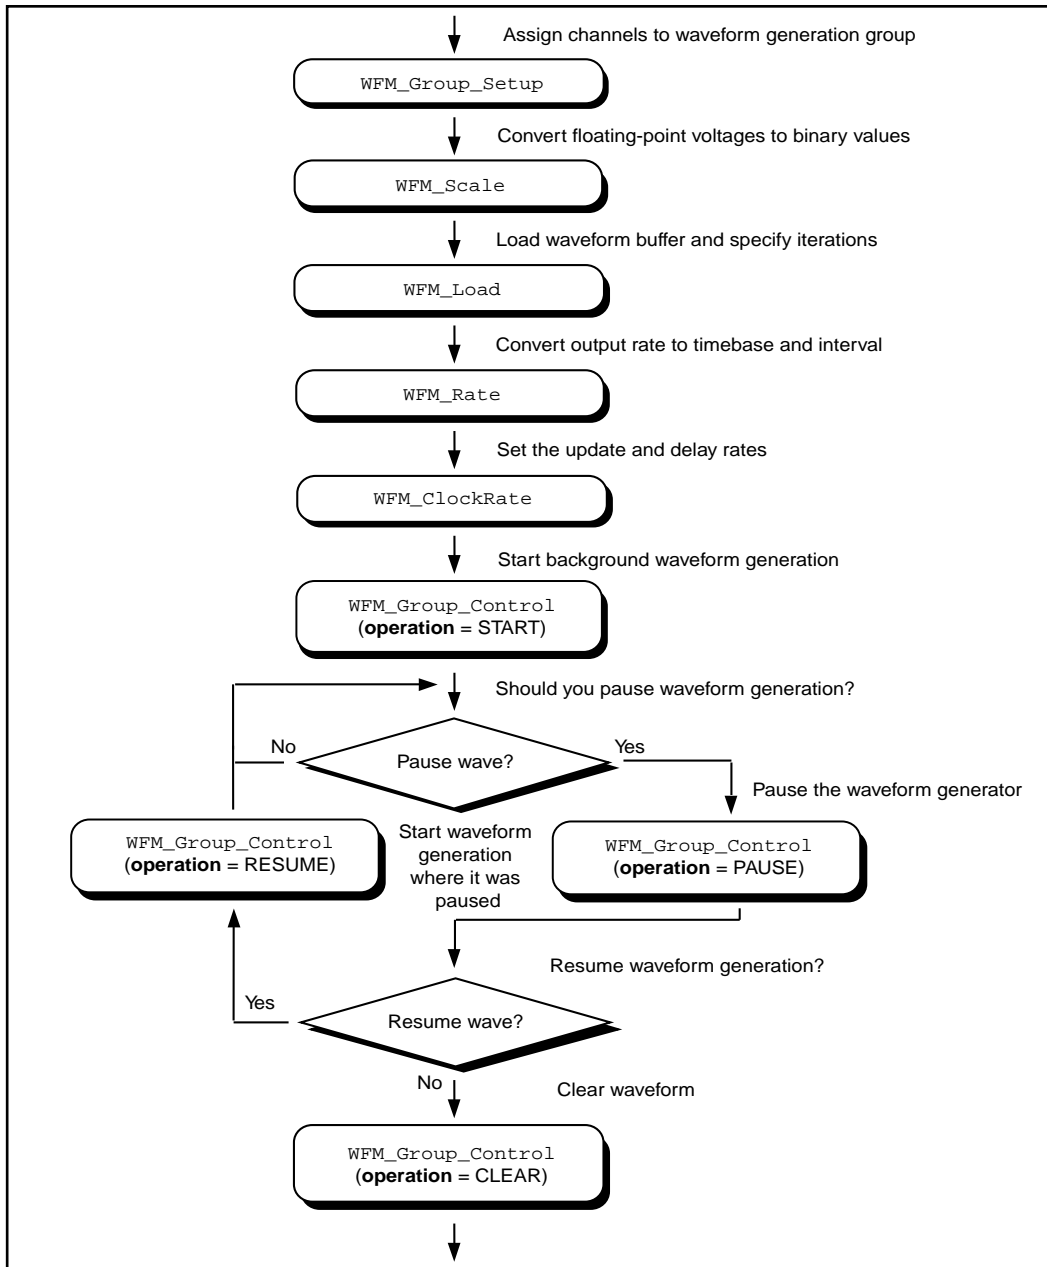 Assign channels to waveform generation group
WFM_Group_Setup
Convert floating-point voltages to binary values
WFM_Scale
Load waveform buffer and specify iterations
WFM_Load
Convert output rate to timebase and interval
WFM_Rate
Set the update and delay rates
WFM_ClockRate
Start background waveform generation
WFM_Group_Control
(operation = START)
Should you pause waveform generation?
No
Pause wave?
Yes
Pause the waveform generator
WFM_Group_Control
(operation = RESUME)
Start waveform
generation
where it was
paused
WFM_Group_Control
(operation = PAUSE)
Resume waveform generation?
Yes
Resume wave?
No
Clear waveform
WFM_Group_Control
(operation = CLEAR)